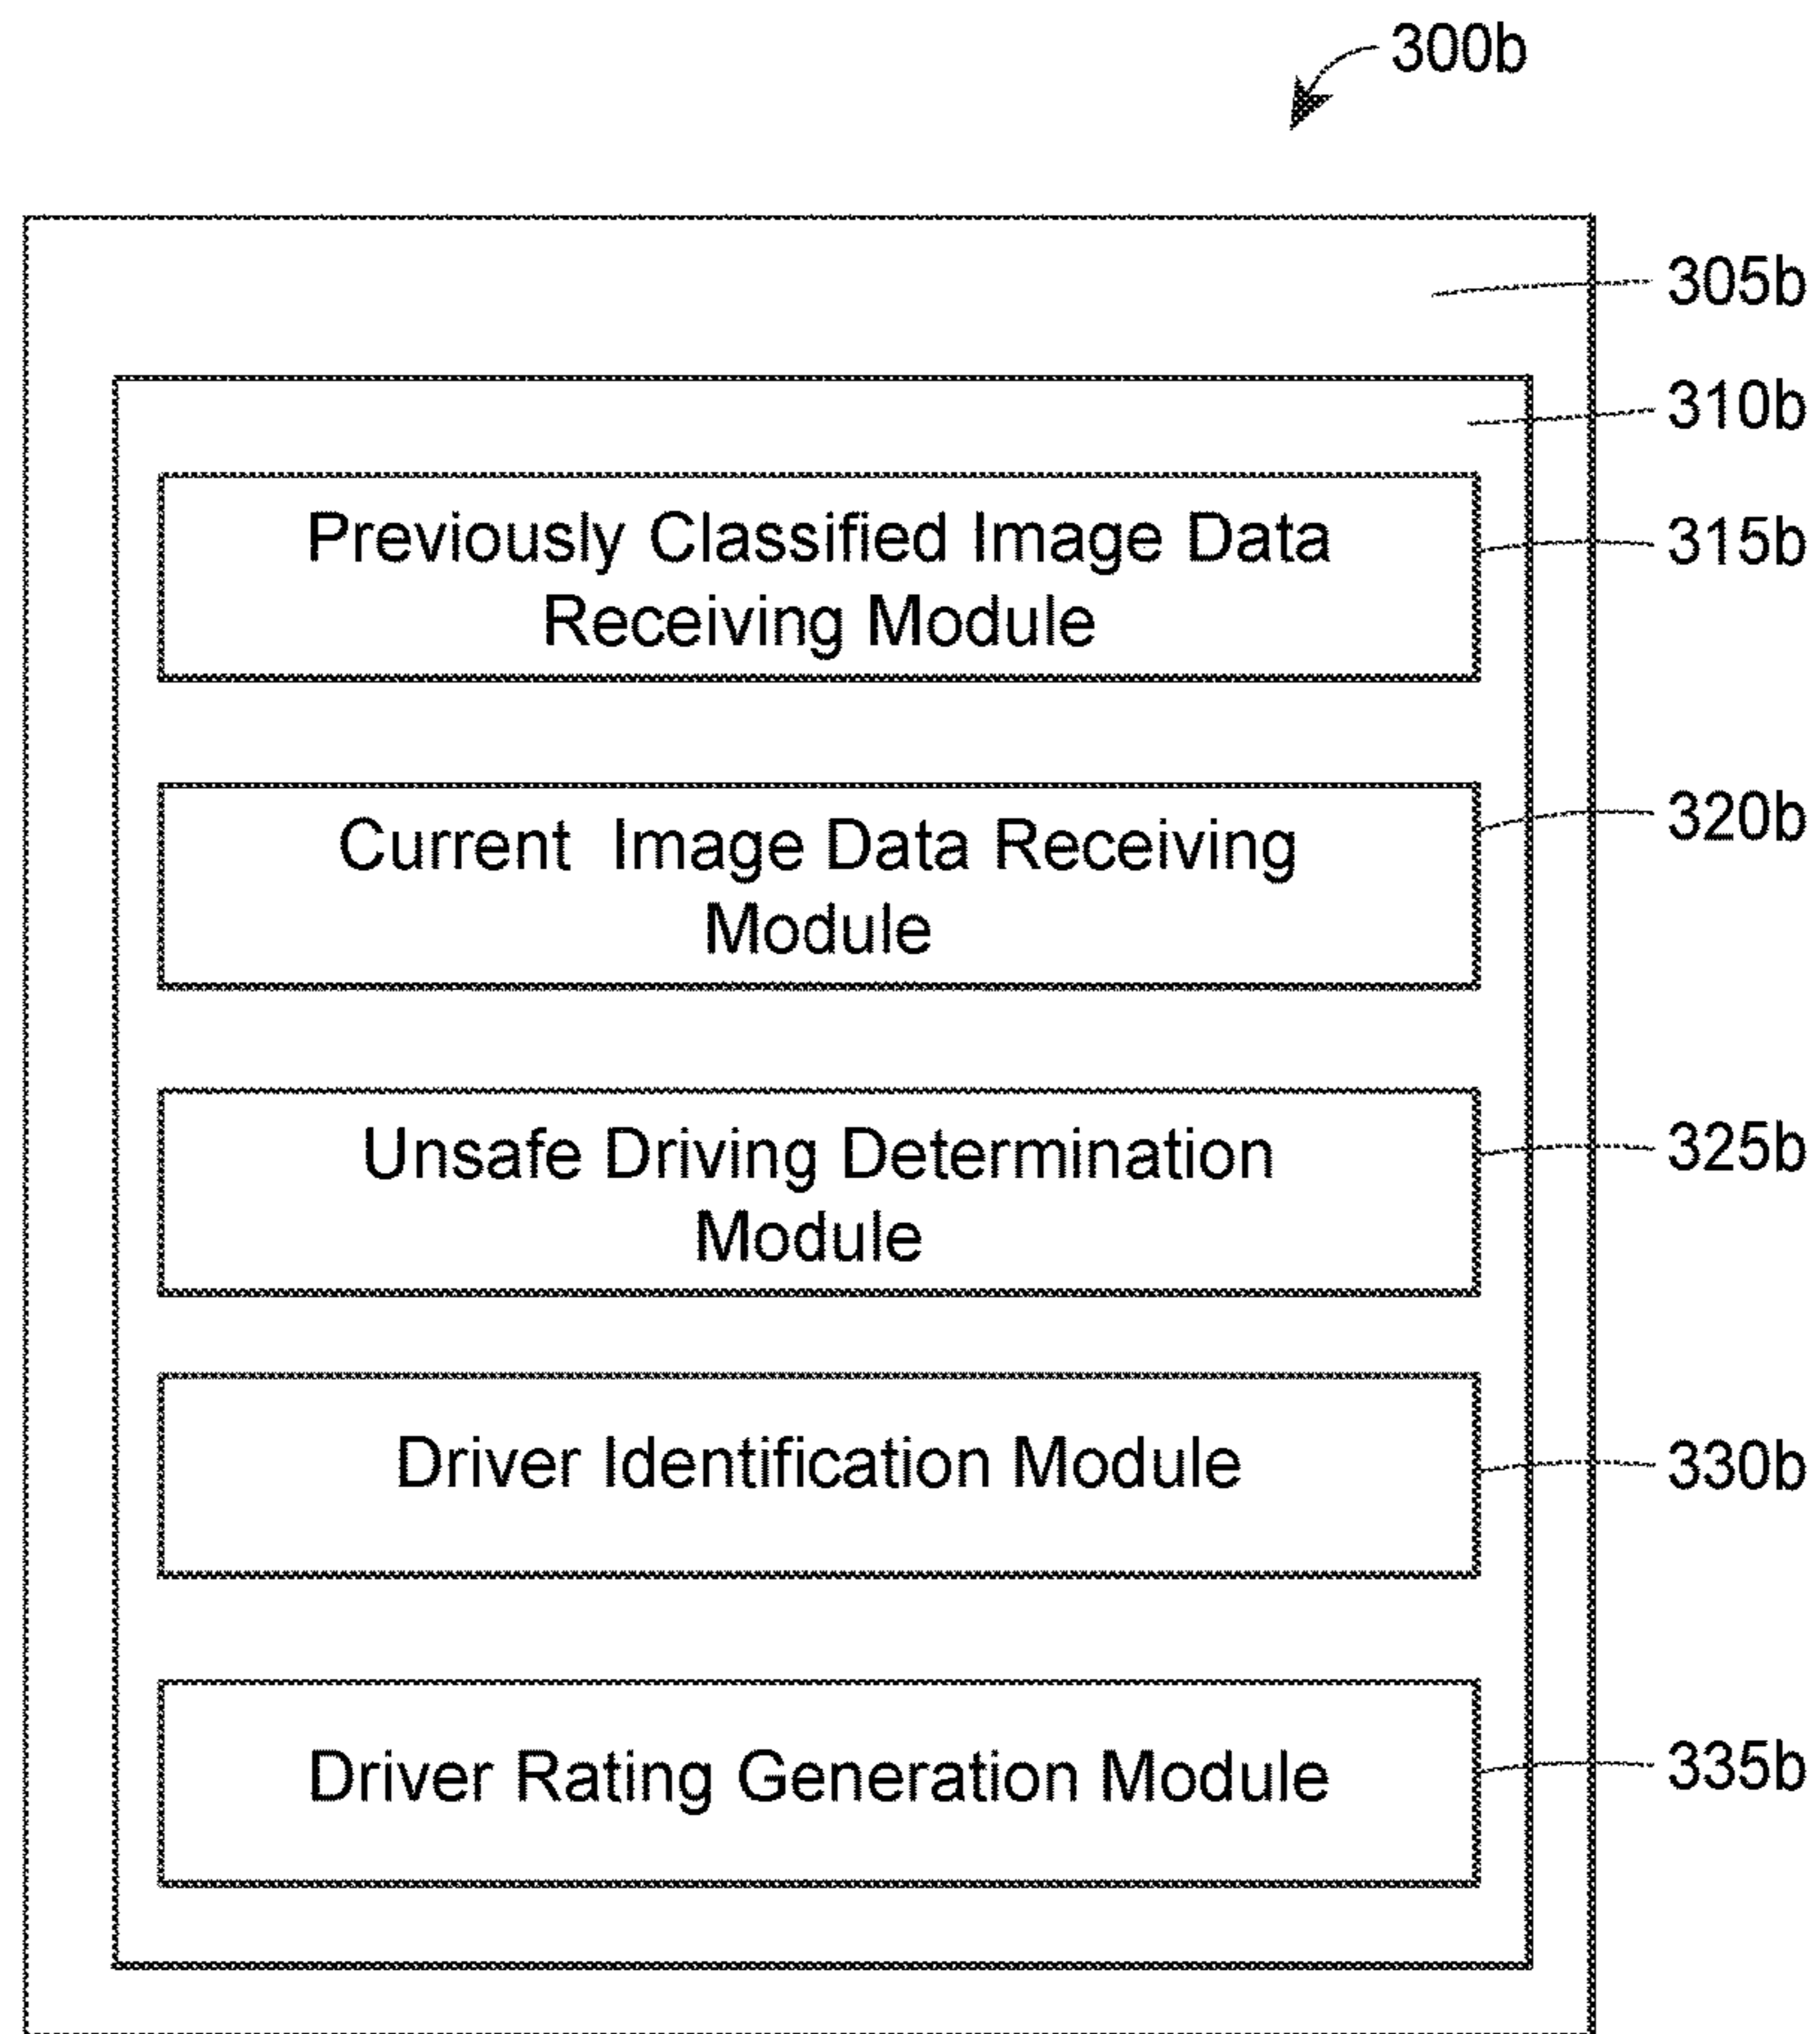 300b
305b
310b
Previously Classified Image Data
Receiving Module
315b
Current Image Data Receiving
Module
320b
Unsafe Driving Determination
Module
325b
Driver Identification Module
330b
Driver Rating Generation Module
335b